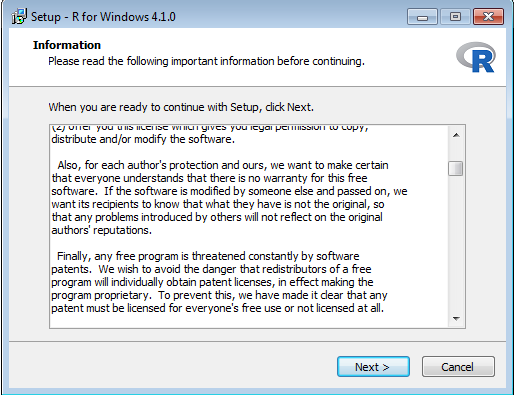 Setup - R for Windows 4.1.0
Information
Please read the following important information before continuing.
R
When you are ready to continue with Setup, click Next.
(2) offer you this license which gives you legal permission to copy,
distribute and/or modify the software.
Also, for each author's protection and ours, we want to make certain
that everyone understands that there is no warranty for this free
software.  If the software is modified by someone else and passed on, we
want its recipients to know that what they have is not the original, so
that any problems introduced by others will not reflect on the original
authors' reputations.
Finally, any free program is threatened constantly by software
patents.  We wish to avoid the danger that redistributors of a free
program will individually obtain patent licenses, in effect making the
program proprietary.  To prevent this, we have made it clear that any
patent must be licensed for everyone's free use or not licensed at all.
Next >
Cancel